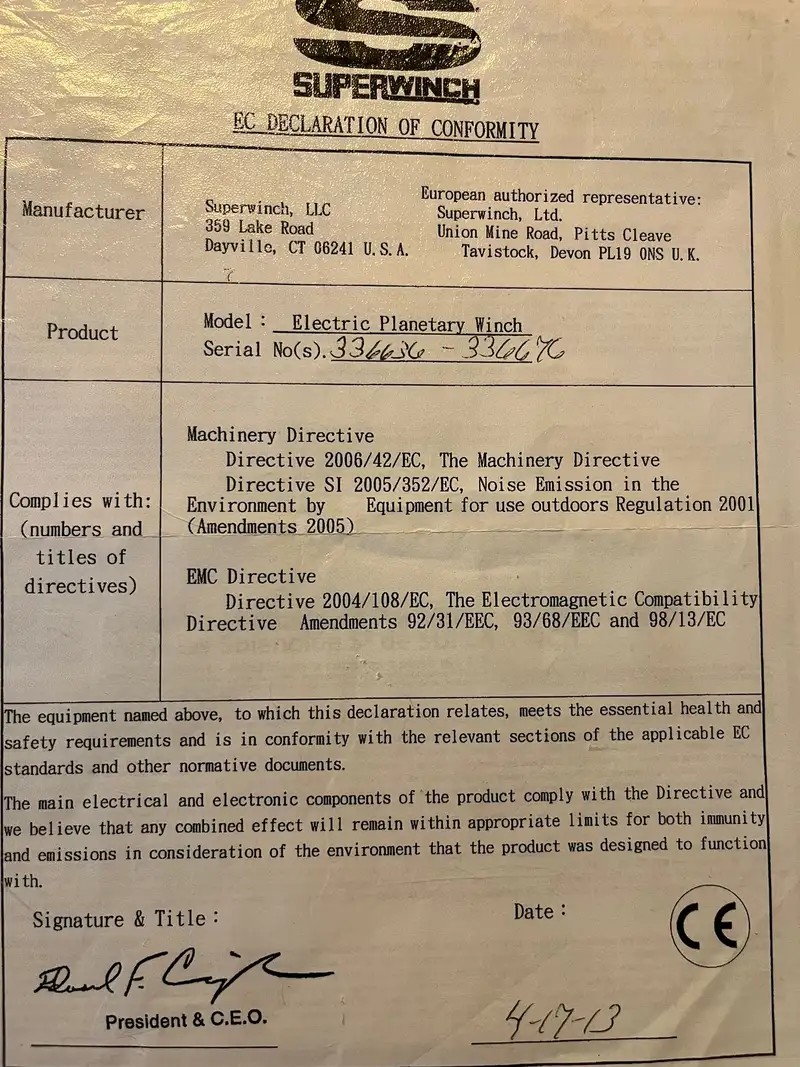 SUPERWINCH
EC DECLARATION OF CONFORMITY
Manufacturer
Superwinch, LLC
359 Lake Road
Dayville, CT 06241 U.S.A.
European authorized representative:
Superwinch, Ltd.
Union Mine Road, Pitts Cleave
Tavistock, Devon PL19 0NS U.K.
Product
Model: Electric Planetary Winch
Serial No(s). 336636 - 336676
Complies with:
(numbers and
titles of
directives)
Machinery Directive
Directive 2006/42/EC, The Machinery Directive
Directive SI 2005/352/EC, Noise Emission in the
Environment by Equipment for use outdoors Regulation 2001
(Amendments 2005)
EMC Directive
Directive 2004/108/EC, The Electromagnetic Compatibility
Directive Amendments 92/31/EEC, 93/68/EEC and 98/13/EC
The equipment named above, to which this declaration relates, meets the essential health and
safety requirements and is in conformity with the relevant sections of the applicable EC
standards and other normative documents.
The main electrical and electronic components of the product comply with the Directive and
we believe that any combined effect will remain within appropriate limits for both immunity
and emissions in consideration of the environment that the product was designed to function
with.
Signature & Title:
Date:
CE
President & C.E.O.
4-17-13